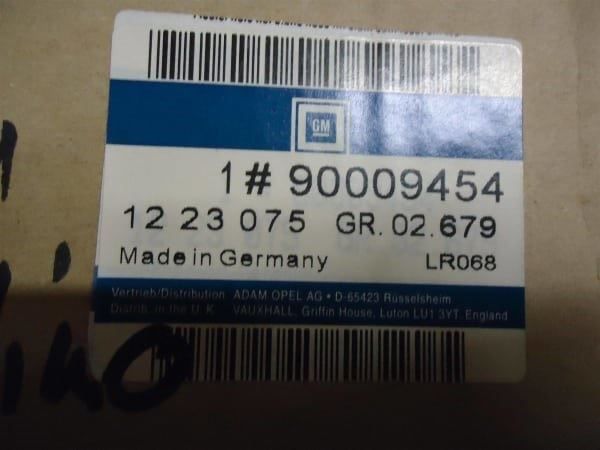 GM
1# 90009454
12 23 075 GR. 02.679
Made in Germany LR068
Vertrieb/Distribution ADAM OPEL AG • D-65423 Rüsselsheim
Distrib. in the U. K. VAUXHALL, Griffin House, Luton LU1 3YT, England